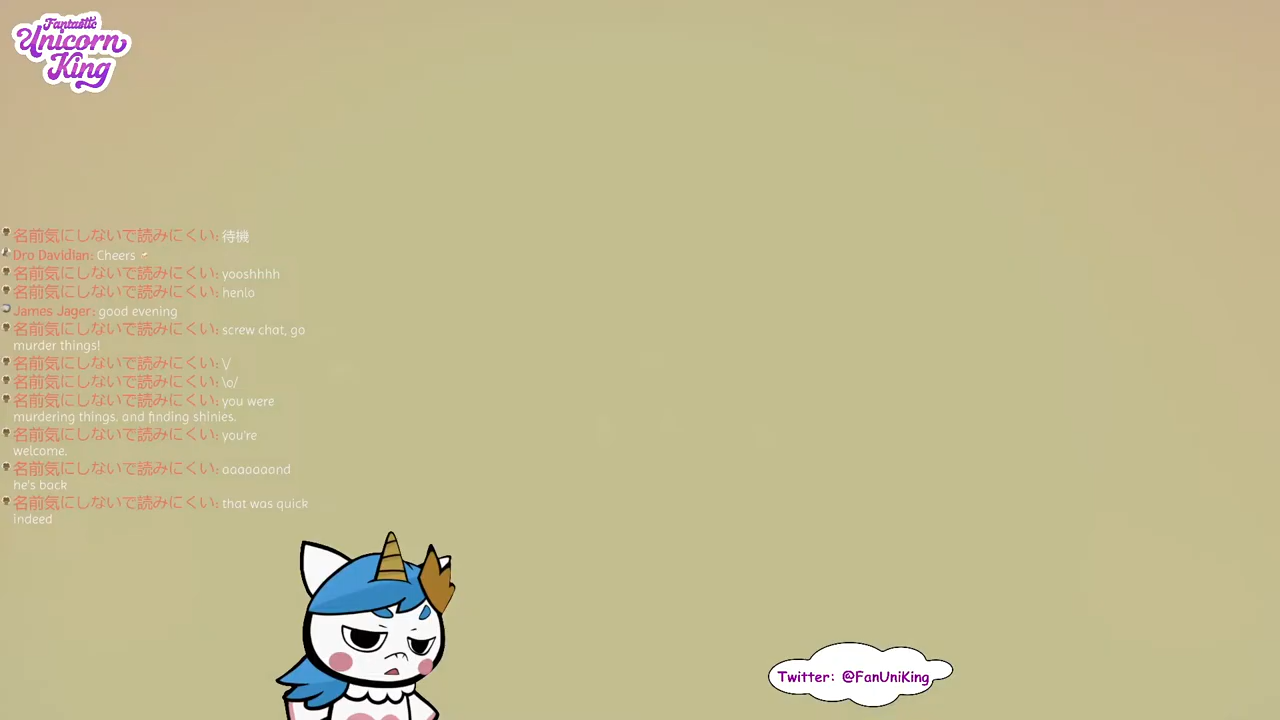 Fantastic
Unicorn
King
名前気にしないで読みにくい: 待機
Dro Davidian: Cheers
名前気にしないで読みにくい: yooshhhh
名前気にしないで読みにくい: henlo
James Jager: good evening
名前気にしないで読みにくい: screw chat, go
murder things!
名前気にしないで読みにくい: \/
名前気にしないで読みにくい: \o/
名前気にしないで読みにくい: you were
murdering things. and finding shinies.
名前気にしないで読みにくい: you're
welcome.
名前気にしないで読みにくい: aaaaaaand
he's back
名前気にしないで読みにくい: that was quick
indeed
Twitter: @FanUniKing